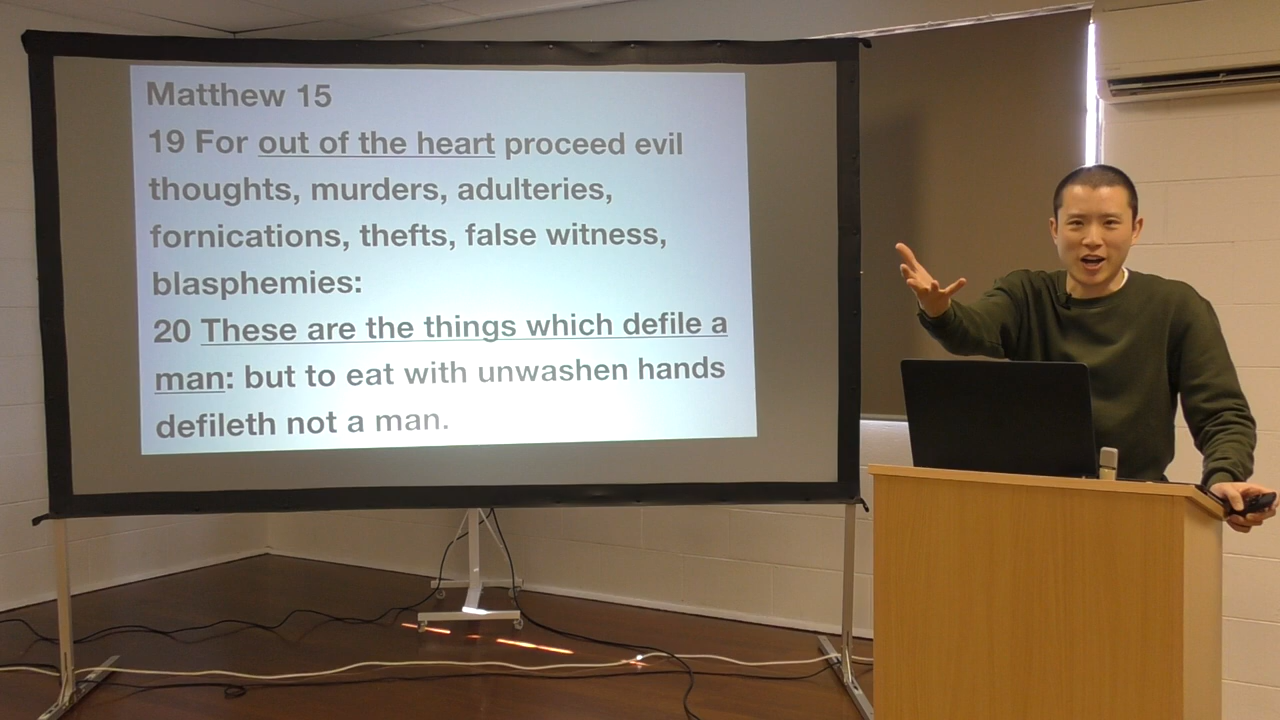 Matthew 15
19 For out of the heart proceed evil
thoughts, murders, adulteries,
fornications, thefts, false witness,
blasphemies:
20 These are the things which defile a
man: but to eat with unwashen hands
defileth not a man.